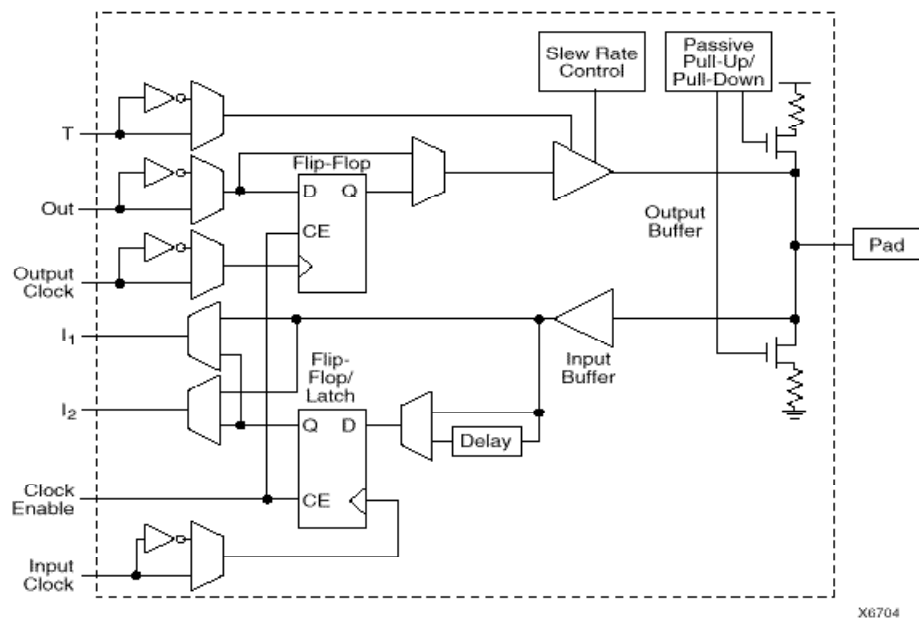 Slew Rate
Control
Passive
Pull-Up/
Pull-Down
T
Flip-Flop
D
Q
Out
CE
Output
Buffer
Pad
Output
Clock
I1
Flip-
Flop/
Latch
Input
Buffer
I2
Q
D
Delay
Clock
Enable
CE
Input
Clock
X6704